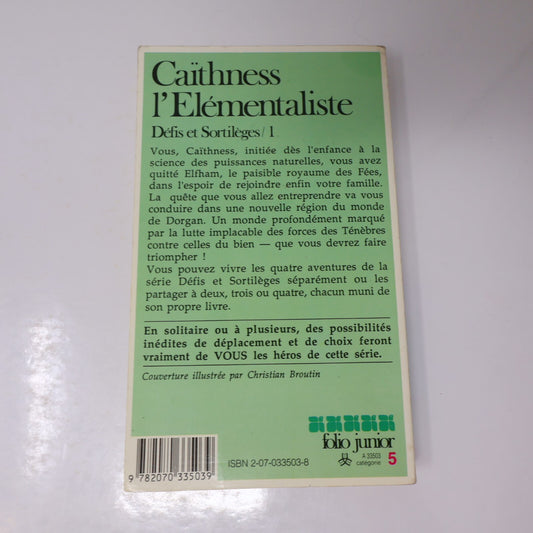 Caïthness
l'Elémentaliste
Défis et Sortilèges/1
Vous, Caïthness, initiée dès l'enfance à la
science des puissances naturelles, vous avez
quitté Elfham, le paisible royaume des Fées,
dans l'espoir de rejoindre enfin votre famille.
La quête que vous allez entreprendre va vous
conduire dans une nouvelle région du monde
de Dorgan. Un monde profondément marqué
par la lutte implacable des forces des Ténèbres
contre celles du bien — que vous devrez faire
triompher !
Vous pouvez vivre les quatre aventures de la
série Défis et Sortilèges séparément ou les
partager à deux, trois ou quatre, chacun muni de
son propre livre.
En solitaire ou à plusieurs, des possibilités
inédites de déplacement et de choix feront
vraiment de VOUS les héros de cette série.
Couverture illustrée par Christian Broutin
folio junior
ISBN 2-07-033503-8
A 33503
catégorie 5
9 782070 335039